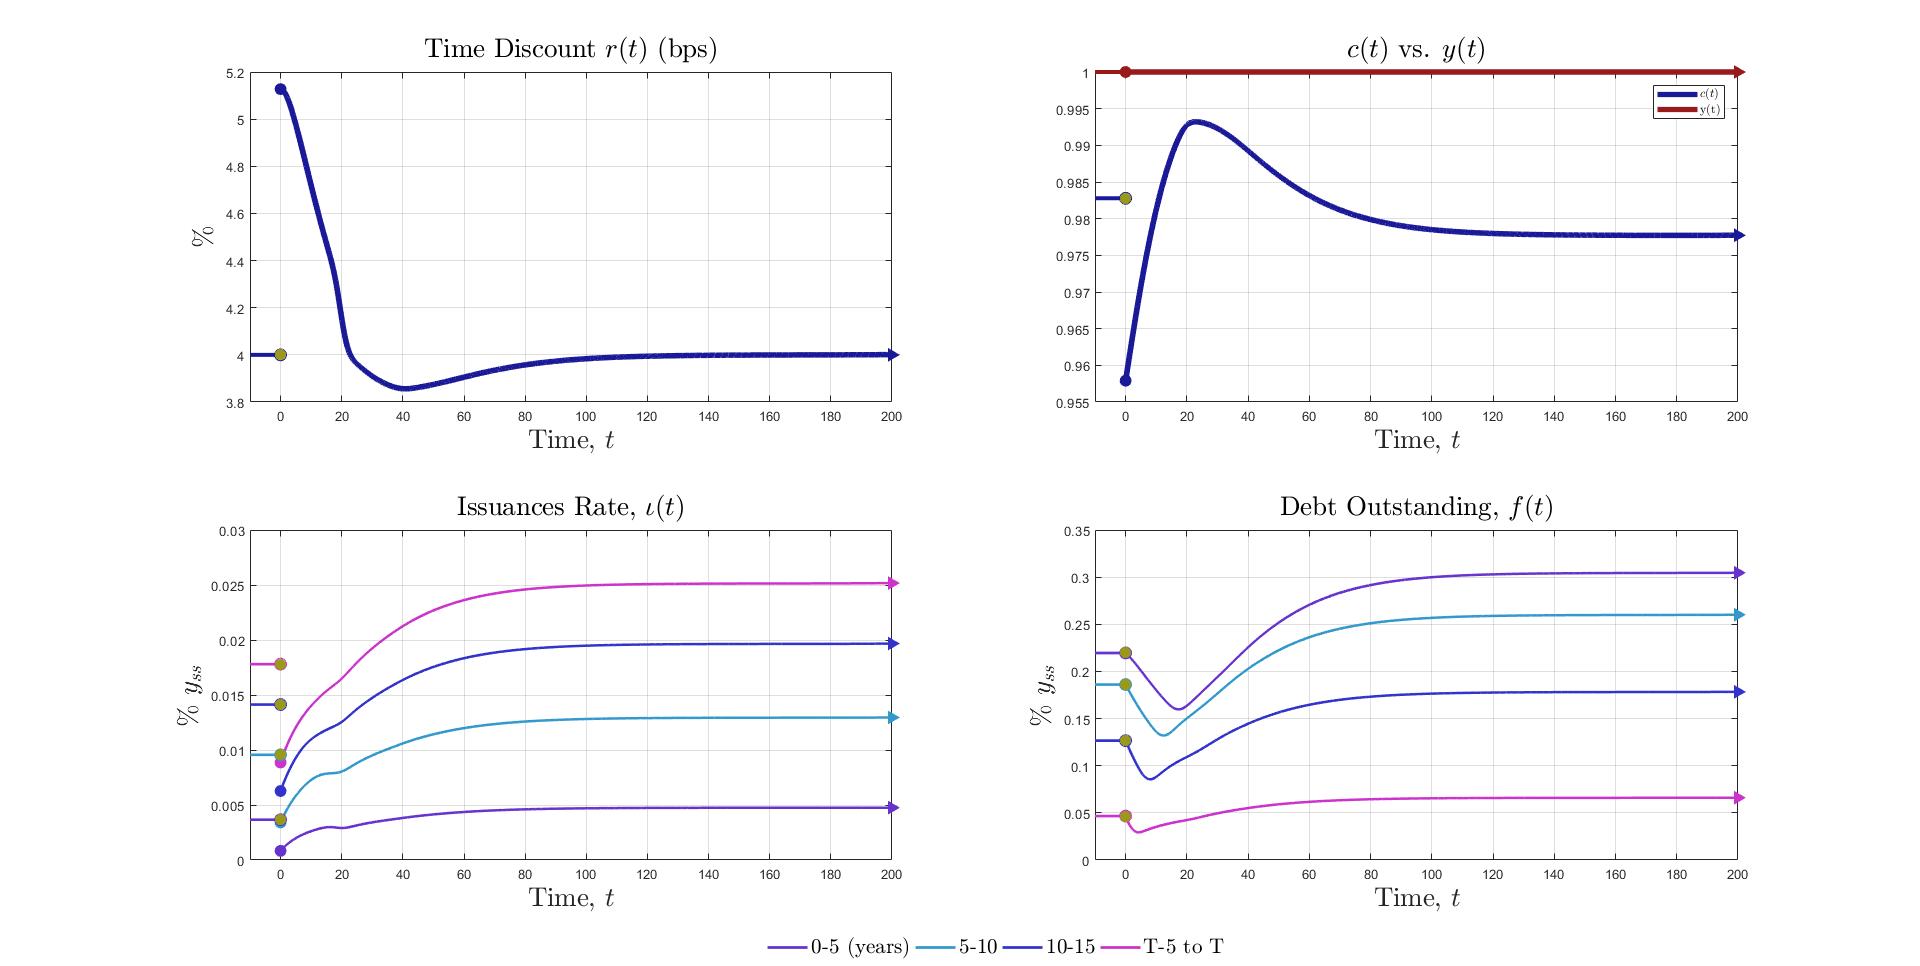 Time Discount r(t) (bps)
5.2
5
4.8
4.6
4.4
4.2
4
3.8
%
0 20 40 60 80 100 120 140 160 180 200
Time, t
c(t) vs. y(t)
1
0.995
0.99
0.985
0.98
0.975
0.97
0.965
0.96
0.955
c(t)
y(t)
0 20 40 60 80 100 120 140 160 180 200
Time, t
Issuances Rate, ι(t)
0.03
0.025
0.02
0.015
0.01
0.005
0
% yss
0 20 40 60 80 100 120 140 160 180 200
Time, t
Debt Outstanding, f(t)
0.35
0.3
0.25
0.2
0.15
0.1
0.05
0
% yss
0 20 40 60 80 100 120 140 160 180 200
Time, t
0-5 (years) 5-10 10-15 T-5 to T